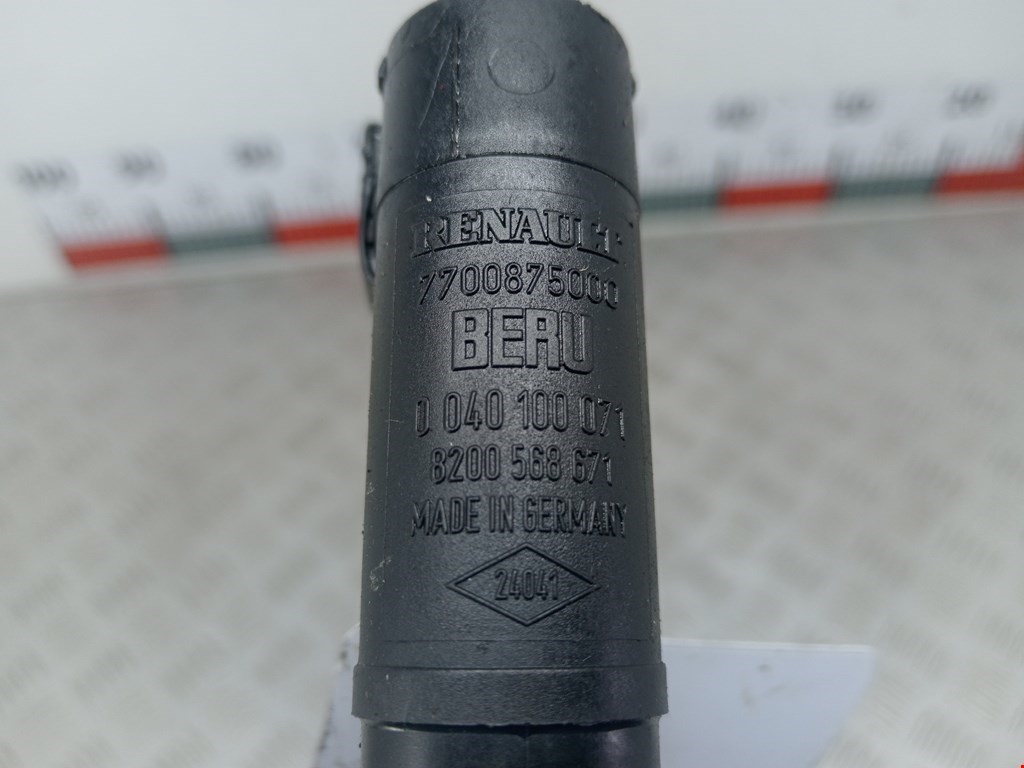 RENAULT
7700875000
BERU
0 040 100 071
8200 568 671
MADE IN GERMANY
24041